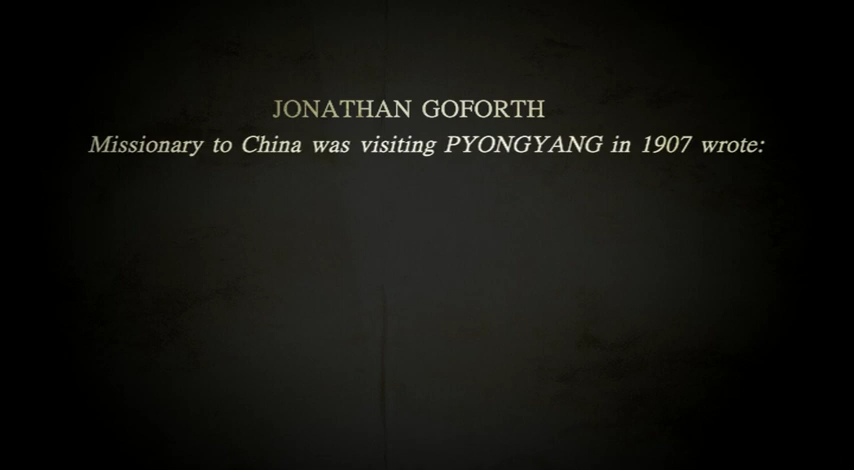 JONATHAN GOFORTH
Missionary to China was visiting PYONGYANG in 1907 wrote: